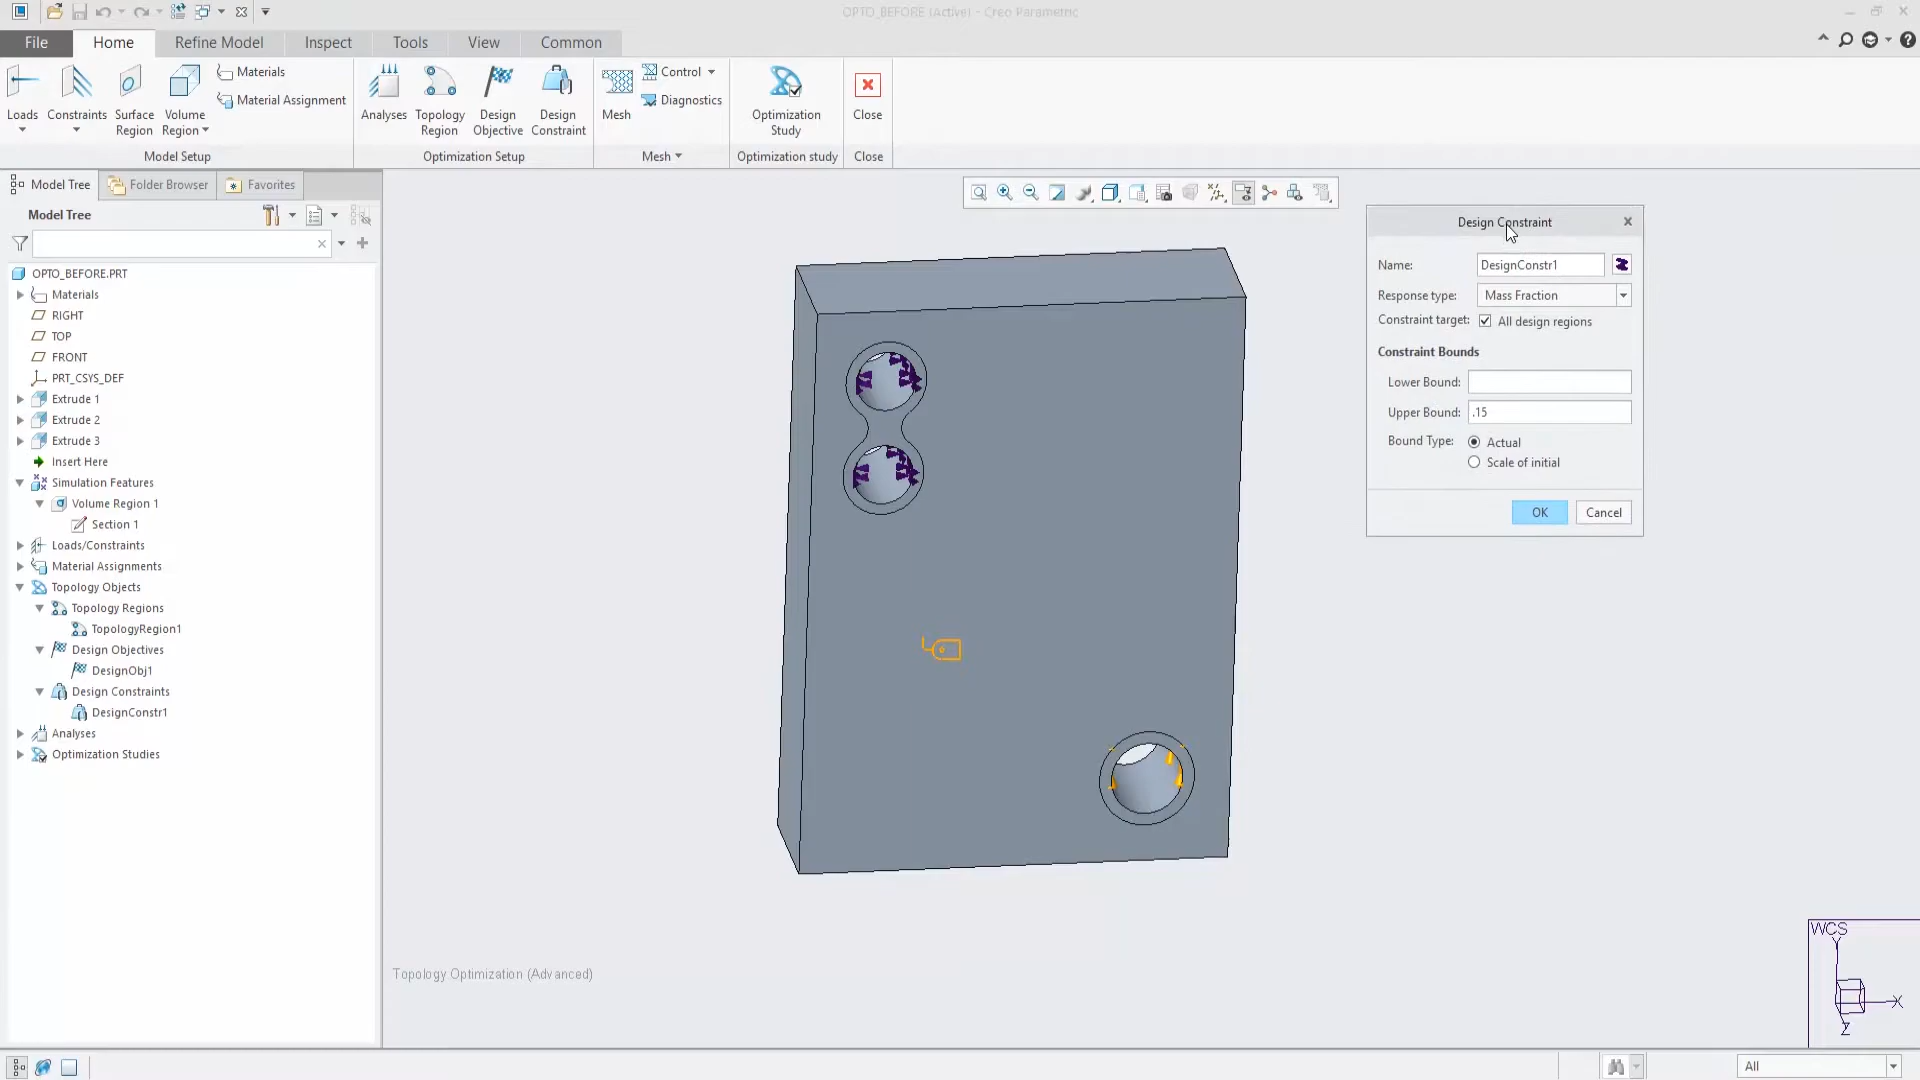 OPTO_BEFORE (Active) - Creo Parametric
File Home Refine Model Inspect Tools View Common
Loads
Constraints
Surface
Region
Volume
Region
Materials
Material Assignment
Model Setup
Analyses
Topology
Region
Design
Objective
Design
Constraint
Optimization Setup
Mesh
Control
Diagnostics
Mesh
Optimization
Study
Optimization study
Close
Close
Model Tree Folder Browser Favorites
Model Tree
OPTO_BEFORE.PRT
Materials
RIGHT
TOP
FRONT
PRT_CSYS_DEF
Extrude 1
Extrude 2
Extrude 3
Insert Here
Simulation Features
Volume Region 1
Section 1
Loads/Constraints
Material Assignments
Topology Objects
Topology Regions
TopologyRegion1
Design Objectives
DesignObj1
Design Constraints
DesignConstr1
Analyses
Optimization Studies
Design Constraint
Name: DesignConstr1
Response type: Mass Fraction
Constraint target: All design regions
Constraint Bounds
Lower Bound:
Upper Bound: .15
Bound Type: Actual
Scale of initial
OK Cancel
Topology Optimization (Advanced)
WCS
Y
X
Z
All